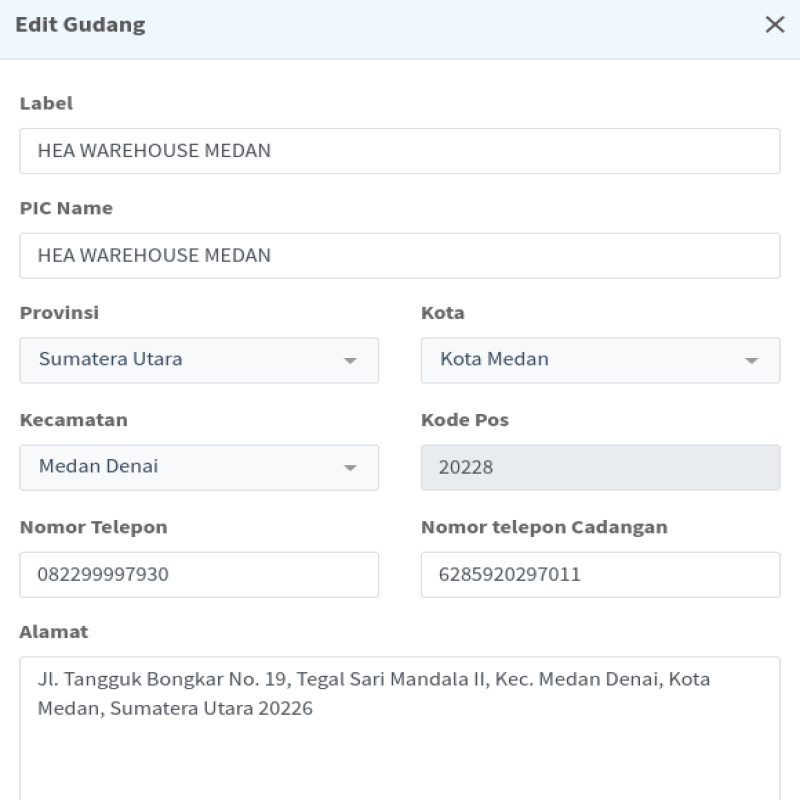 Edit Gudang
Label
HEA WAREHOUSE MEDAN
PIC Name
HEA WAREHOUSE MEDAN
Provinsi
Kota
Sumatera Utara
Kota Medan
Kecamatan
Kode Pos
Medan Denai
20228
Nomor Telepon
Nomor telepon Cadangan
082299997930
6285920297011
Alamat
Jl. Tangguk Bongkar No. 19, Tegal Sari Mandala II, Kec. Medan Denai, Kota
Medan, Sumatera Utara 20226